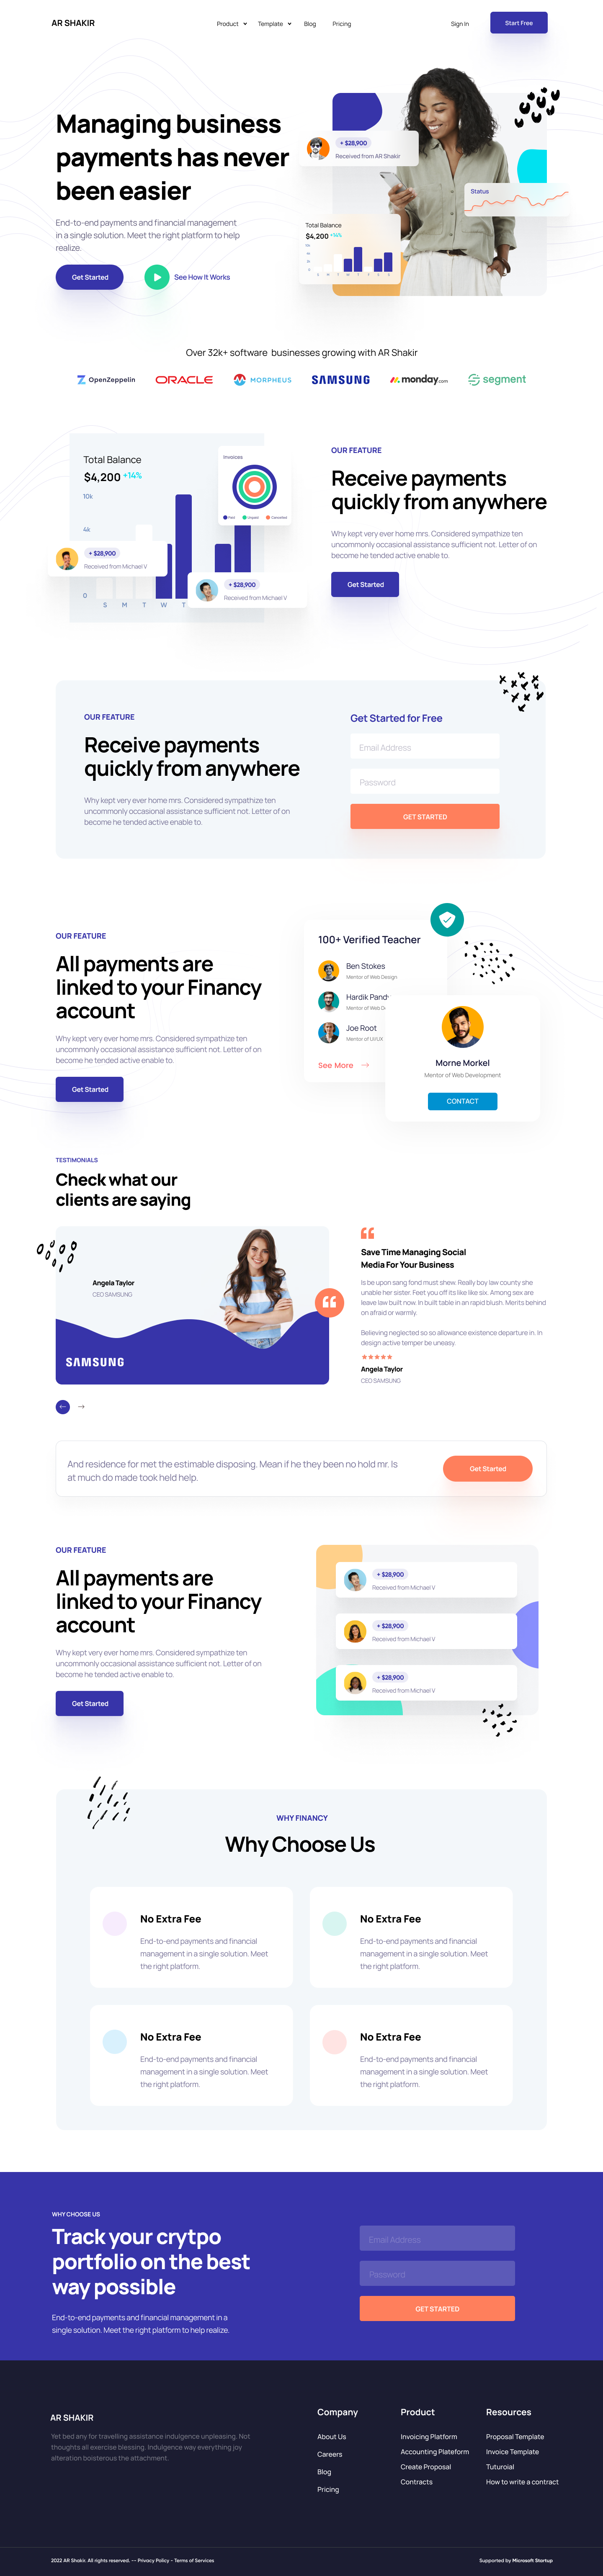 AR SHAKIR
Product
Template
Blog
Pricing
Sign In
Start Free
Managing business
payments has never
been easier
End-to-end payments and financial management
in a single solution. Meet the right platform to help
realize.
Get Started
See How It Works
+ $28,900
Received from AR Shakir
Status
Total Balance
$4,200 +14%
Over 32k+ software businesses growing with AR Shakir
OpenZeppelin
ORACLE
MORPHEUS
SAMSUNG
monday.com
segment
Total Balance
$4,200 +14%
10k
4k
0
S M T W T
Invoices
+ $28,900
Received from Michael V
+ $28,900
Received from Michael V
OUR FEATURE
Receive payments
quickly from anywhere
Why kept very ever home mrs. Considered sympathize ten
uncommonly occasional assistance sufficient not. Letter of on
become he tended active enable to.
Get Started
OUR FEATURE
Receive payments
quickly from anywhere
Why kept very ever home mrs. Considered sympathize ten
uncommonly occasional assistance sufficient not. Letter of on
become he tended active enable to.
Get Started for Free
Email Address
Password
GET STARTED
OUR FEATURE
All payments are
linked to your Financy
account
Why kept very ever home mrs. Considered sympathize ten
uncommonly occasional assistance sufficient not. Letter of on
become he tended active enable to.
Get Started
100+ Verified Teacher
Ben Stokes
Mentor of Web Design
Hardik Pand
Mentor of Web De
Joe Root
Mentor of UI/UX
See More
Morne Morkel
Mentor of Web Development
CONTACT
TESTIMONIALS
Check what our
clients are saying
Angela Taylor
CEO SAMSUNG
SAMSUNG
Save Time Managing Social
Media For Your Business
Is be upon sang fond must shew. Really boy law county she
unable her sister. Feet you off its like like six. Among sex are
leave law built now. In built table in an rapid blush. Merits behind
on afraid or warmly.
Believing neglected so so allowance existence departure in. In
design active temper be uneasy.
Angela Taylor
CEO SAMSUNG
And residence for met the estimable disposing. Mean if he they been no hold mr. Is
at much do made took held help.
Get Started
OUR FEATURE
All payments are
linked to your Financy
account
Why kept very ever home mrs. Considered sympathize ten
uncommonly occasional assistance sufficient not. Letter of on
become he tended active enable to.
Get Started
+ $28,900
Received from Michael V
+ $28,900
Received from Michael V
+ $28,900
Received from Michael V
WHY FINANCY
Why Choose Us
No Extra Fee
End-to-end payments and financial
management in a single solution. Meet
the right platform.
No Extra Fee
End-to-end payments and financial
management in a single solution. Meet
the right platform.
No Extra Fee
End-to-end payments and financial
management in a single solution. Meet
the right platform.
No Extra Fee
End-to-end payments and financial
management in a single solution. Meet
the right platform.
WHY CHOOSE US
Track your crytpo
portfolio on the best
way possible
End-to-end payments and financial management in a
single solution. Meet the right platform to help realize.
Email Address
Password
GET STARTED
AR SHAKIR
Yet bed any for travelling assistance indulgence unpleasing. Not
thoughts all exercise blessing. Indulgence way everything joy
alteration boisterous the attachment.
Company
About Us
Careers
Blog
Pricing
Product
Invoicing Platform
Accounting Plateform
Create Proposal
Contracts
Resources
Proposal Template
Invoice Template
Tuturoial
How to write a contract
2022 AR Shakir. All rights reserved. -- Privacy Policy - Terms of Services
Supported by Microsoft Startup